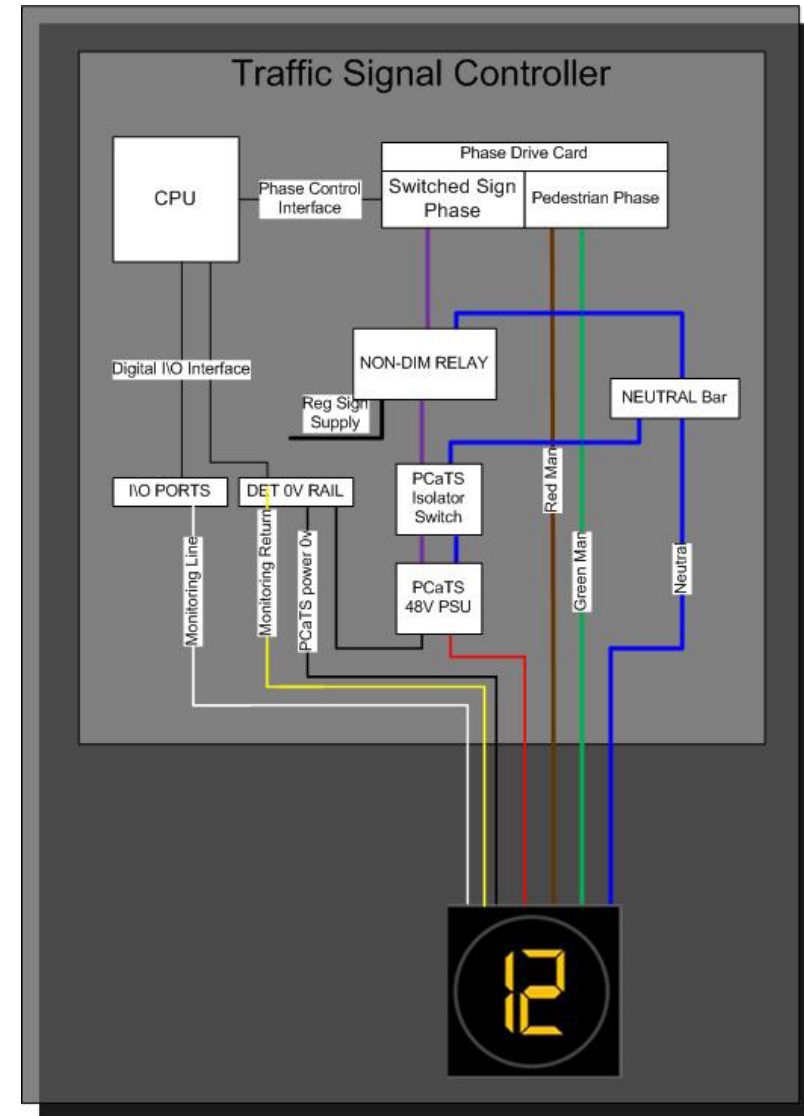 Traffic Signal Controller
CPU
Phase Control
Interface
Phase Drive Card
Switched Sign
Phase
Pedestrian Phase
Digital I\O Interface
NON-DIM RELAY
Reg Sign
Supply
NEUTRAL Bar
I\O PORTS
DET 0V RAIL
PCaTS
Isolator
Switch
PCaTS
48V PSU
Monitoring Line
Monitoring Return
PCaTS power 0v
Red Man
Green Man
Neutral
12